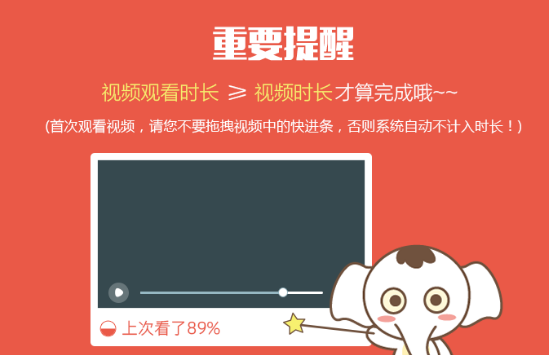 重要提醒
视频观看时长 ≥ 视频时长才算完成哦~~
(首次观看视频，请您不要拖拽视频中的快进条，否则系统自动不计入时长！)
上次看了89%